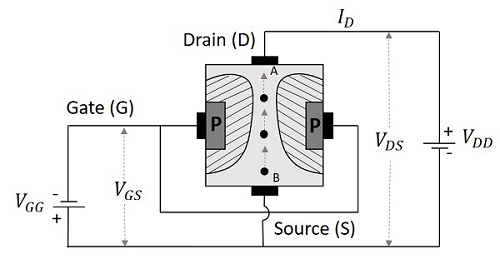 I_D
Drain (D)
A
Gate (G)
P
P
+
V_DS
V_DD
-
-
V_GG
+
V_GS
B
Source (S)